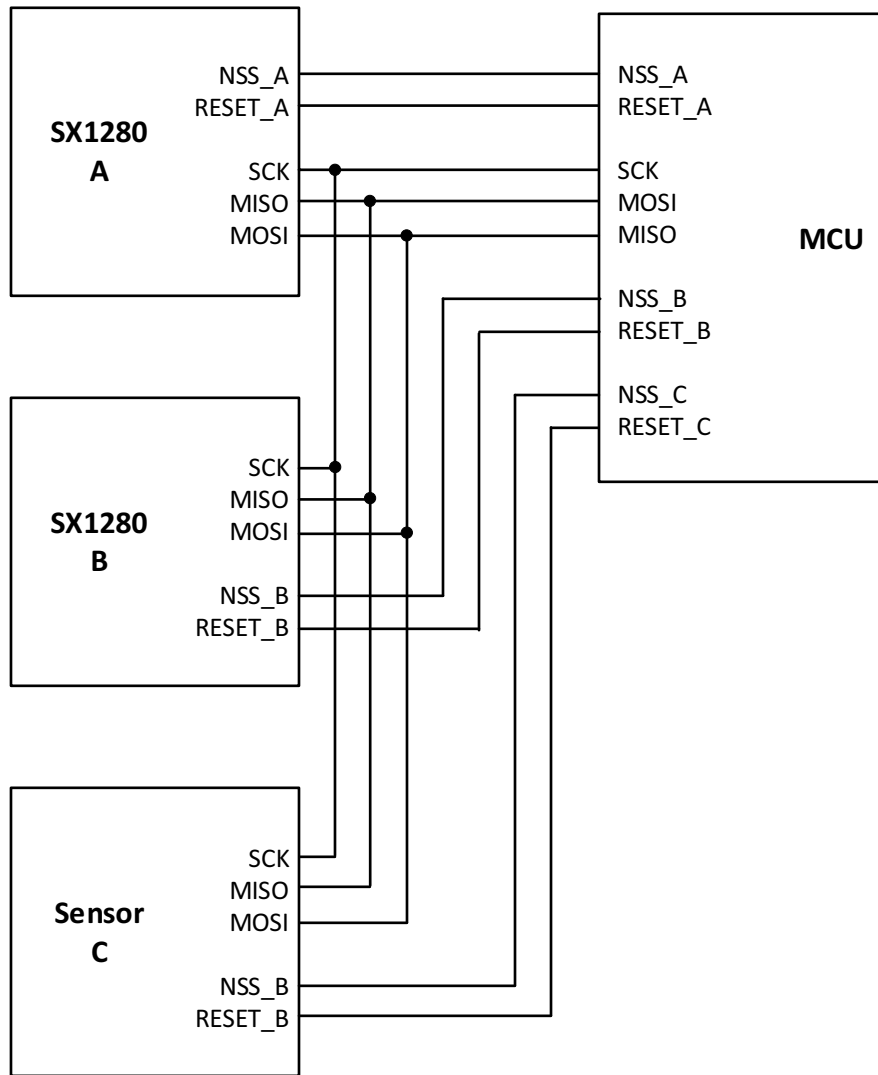 SX1280
A
NSS_A
RESET_A
SCK
MISO
MOSI
MCU
NSS_A
RESET_A
SCK
MOSI
MISO
NSS_B
RESET_B
NSS_C
RESET_C
SX1280
B
SCK
MISO
MOSI
NSS_B
RESET_B
Sensor
C
SCK
MISO
MOSI
NSS_B
RESET_B